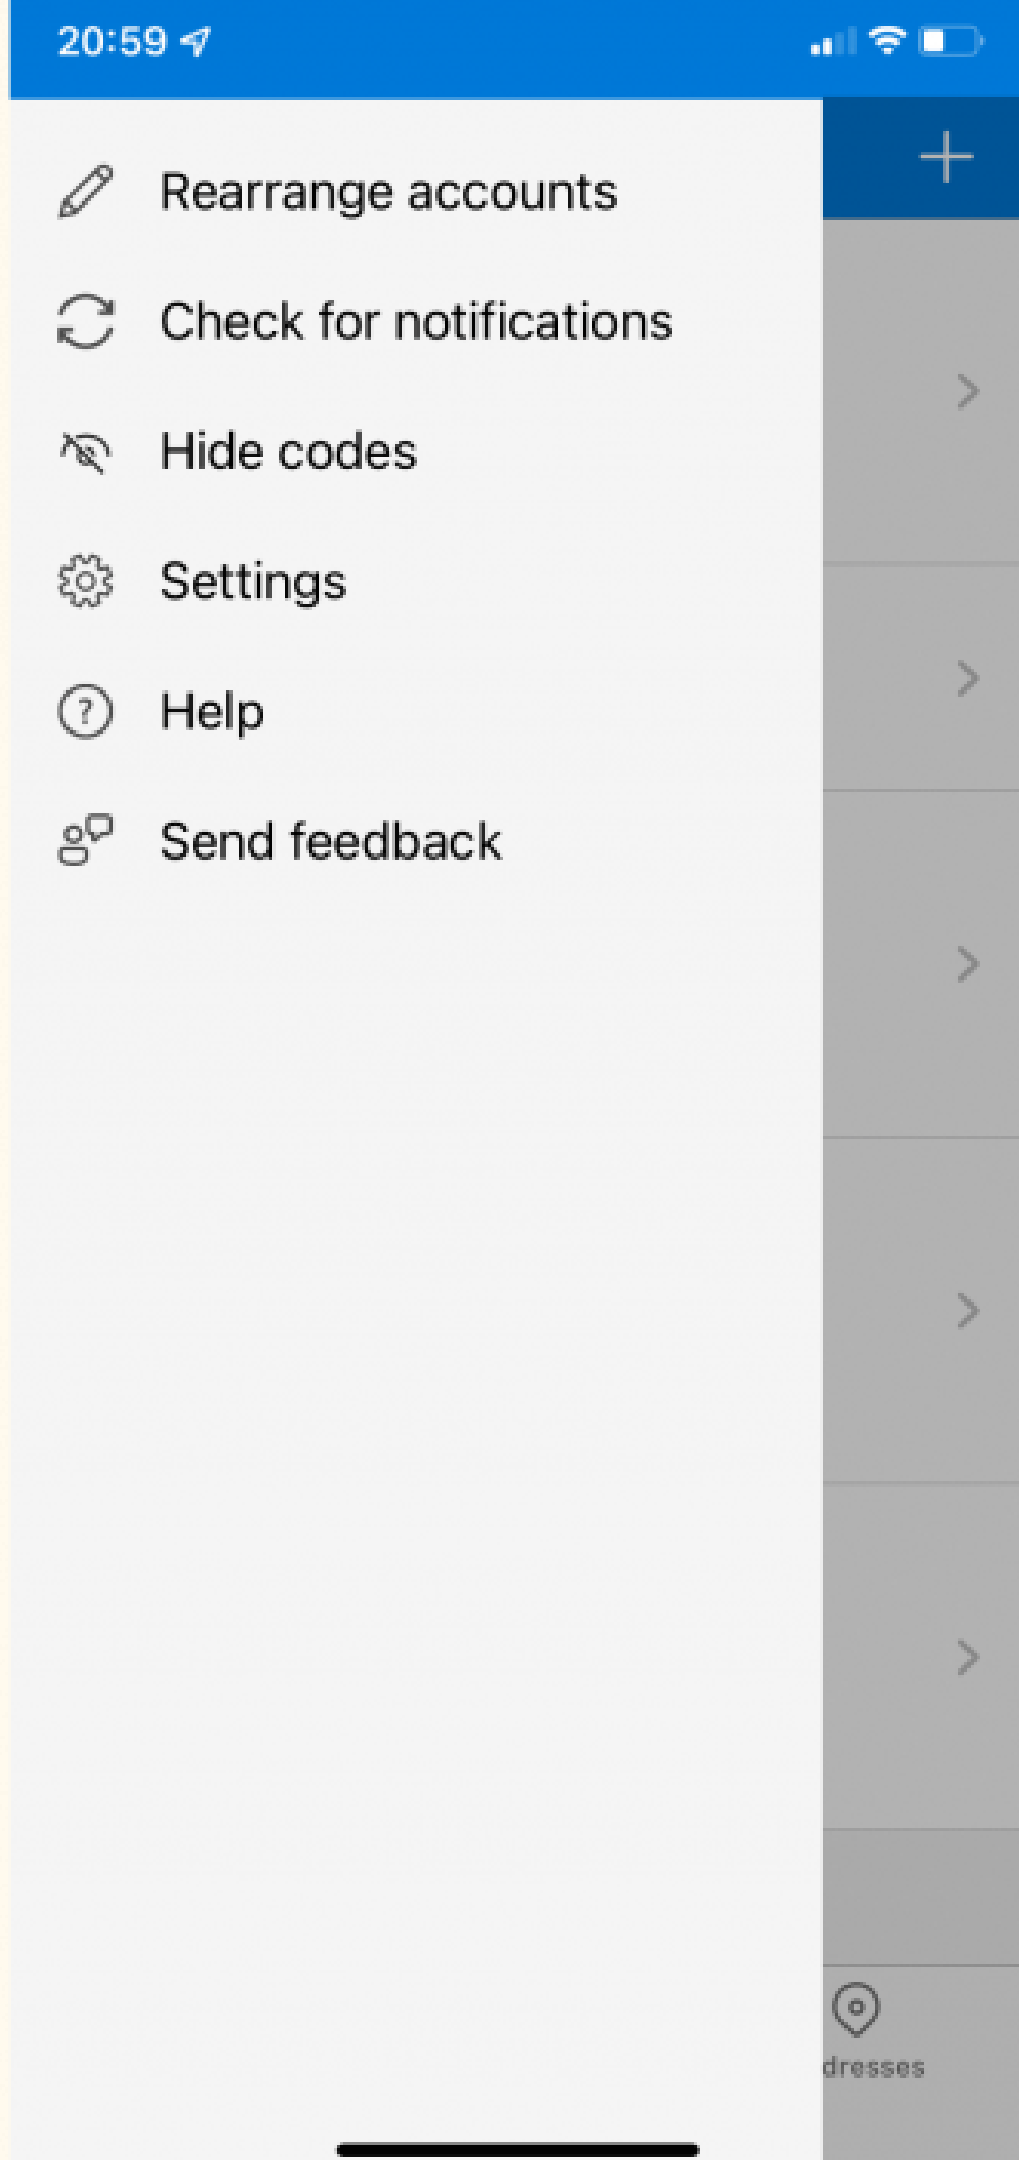 20:59
Rearrange accounts
Check for notifications
Hide codes
Settings
Help
Send feedback
dresses